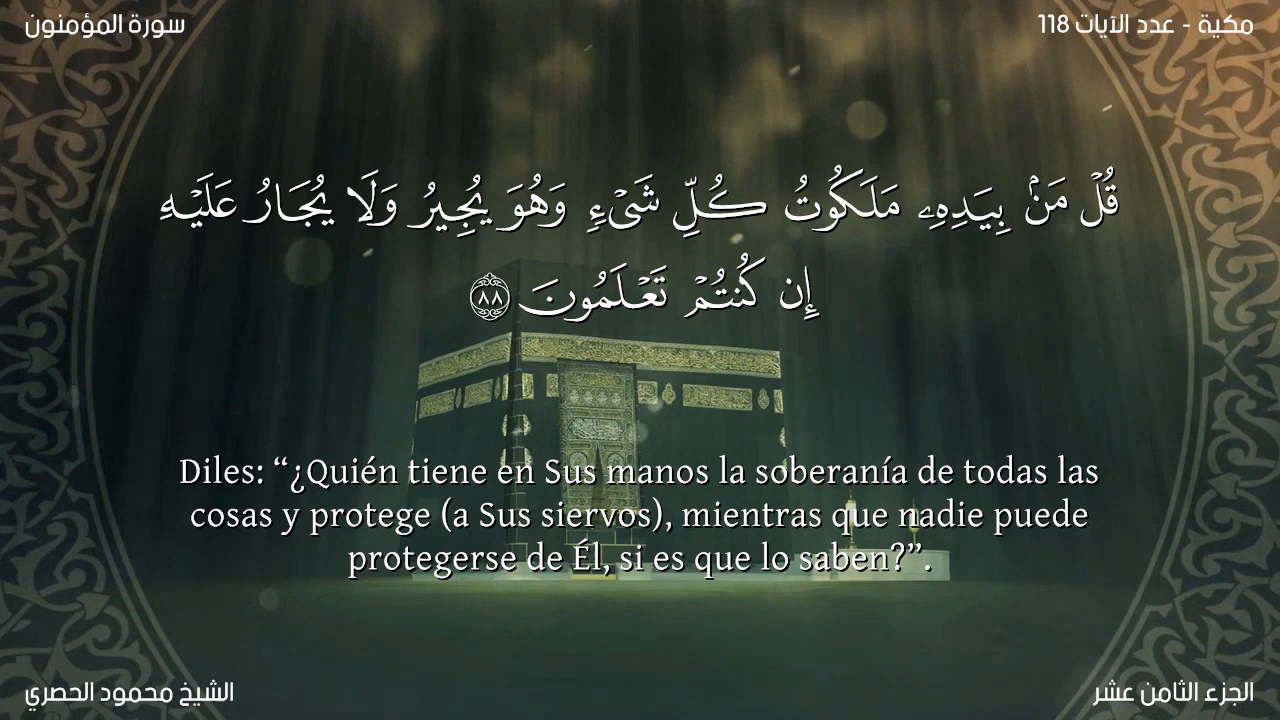 سورة المؤمنون
مكية - عدد الآيات 118
قُلْ مَنۢ بِيَدِهِۦ مَلَكُوتُ كُلِّ شَىْءٍ وَهُوَ يُجِيرُ وَلَا يُجَارُ عَلَيْهِ
إِن كُنتُمْ تَعْلَمُونَ ٨٨
Diles: “¿Quién tiene en Sus manos la soberanía de todas las
cosas y protege (a Sus siervos), mientras que nadie puede
protegerse de Él, si es que lo saben?”.
الشيخ محمود الحصري
الجزء الثامن عشر